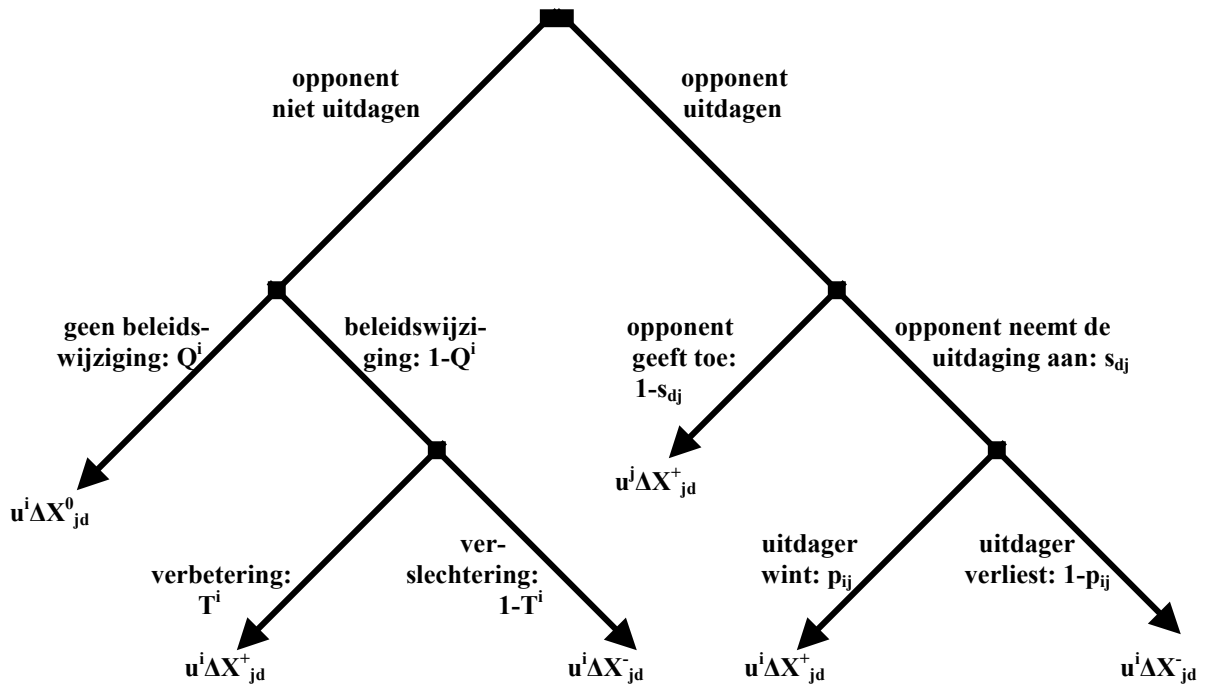 opponent
niet uitdagen
opponent
uitdagen
geen beleids-
wijziging: Qⁱ
beleidswijzi-
ging: 1-Qⁱ
opponent
geeft toe:
1-s_dj
opponent neemt de
uitdaging aan: s_dj
uⁱΔX⁰_jd
uʲΔX⁺_jd
verbetering:
Tⁱ
ver-
slechtering:
1-Tⁱ
uitdager
wint: p_ij
uitdager
verliest: 1-p_ij
uⁱΔX⁺_jd
uⁱΔX⁻_jd
uⁱΔX⁺_jd
uⁱΔX⁻_jd